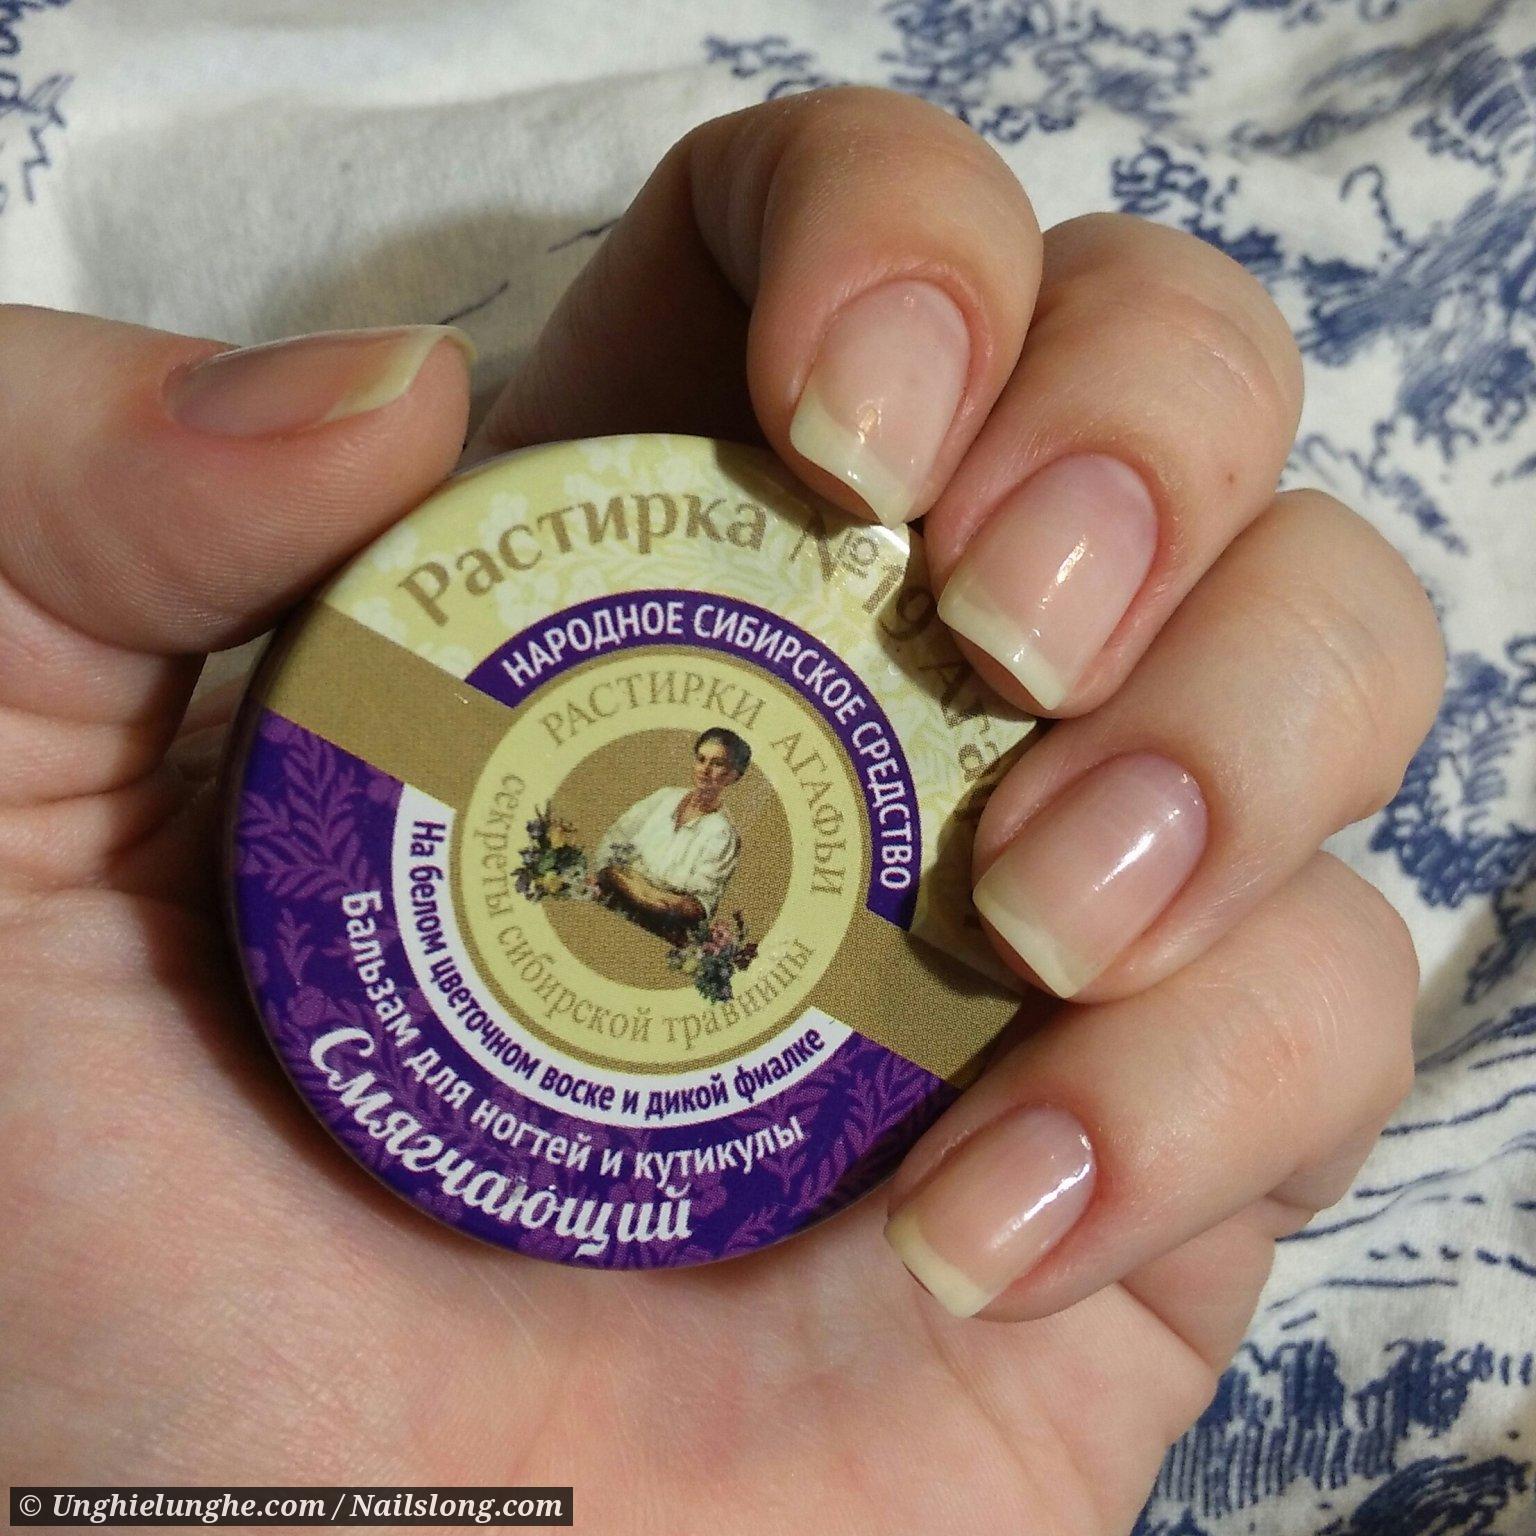 Растирка №19 Ага
НАРОДНОЕ СИБИРСКОЕ СРЕДСТВО
РАСТИРКИ АГАФЬИ
секреты сибирской травницы
На белом цветочном воске и дикой фиалке
Бальзам для ногтей и кутикулы
Смягчающий
© Unghielunghe.com / Nailslong.com